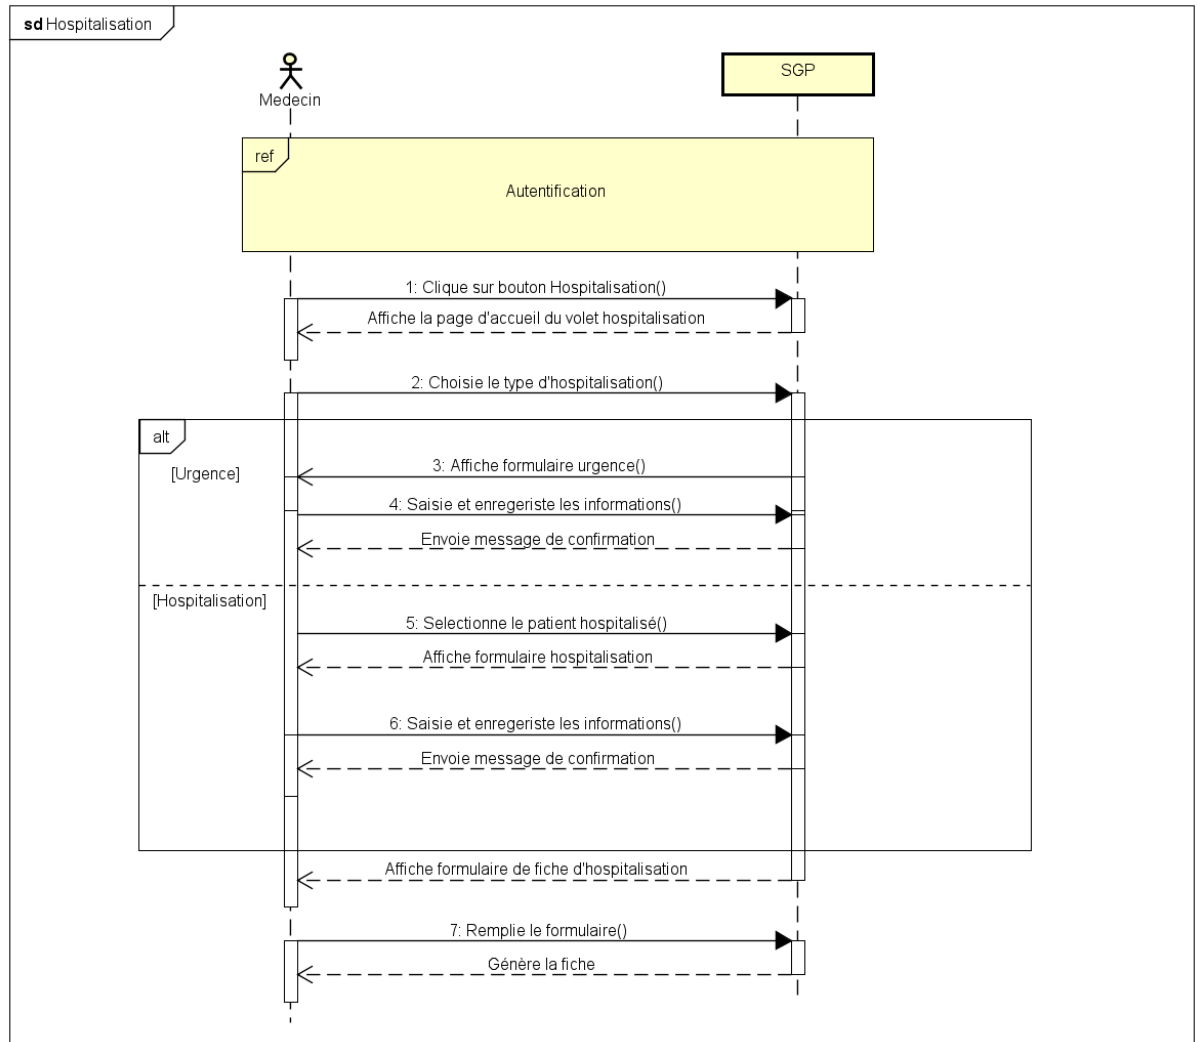 sd Hospitalisation
Medecin
SGP
ref
Autentification
1: Clique sur bouton Hospitalisation()
Affiche la page d'accueil du volet hospitalisation
2: Choisie le type d'hospitalisation()
alt
[Urgence]
3: Affiche formulaire urgence()
4: Saisie et enregeriste les informations()
Envoie message de confirmation
[Hospitalisation]
5: Selectionne le patient hospitalisé()
Affiche formulaire hospitalisation
6: Saisie et enregeriste les informations()
Envoie message de confirmation
Affiche formulaire de fiche d'hospitalisation
7: Remplie le formulaire()
Génère la fiche